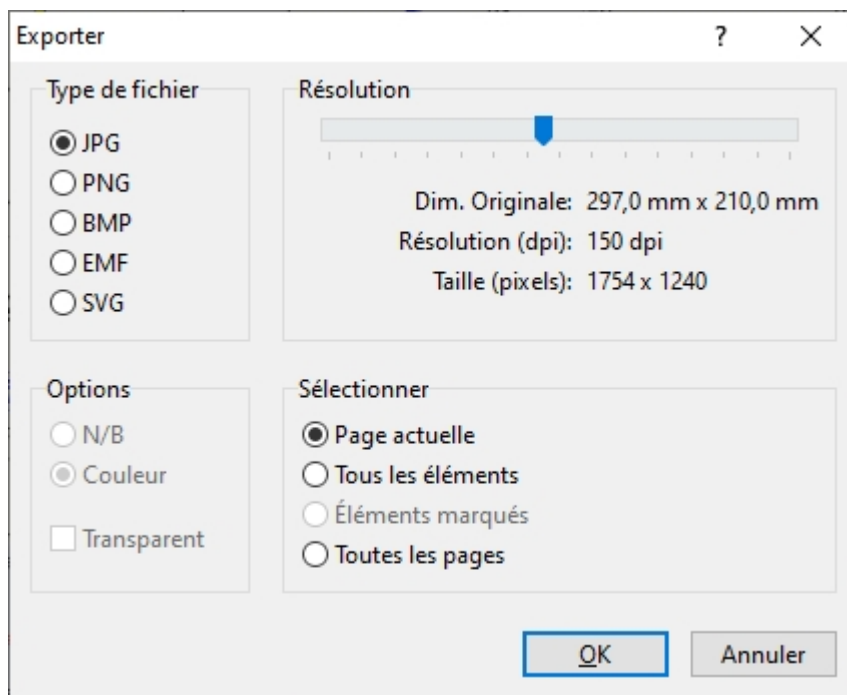 Exporter
?
Type de fichier
JPG
PNG
BMP
EMF
SVG
Résolution
Dim. Originale: 297,0 mm x 210,0 mm
Résolution (dpi): 150 dpi
Taille (pixels): 1754 x 1240
Options
N/B
Couleur
Transparent
Sélectionner
Page actuelle
Tous les éléments
Éléments marqués
Toutes les pages
OK
Annuler